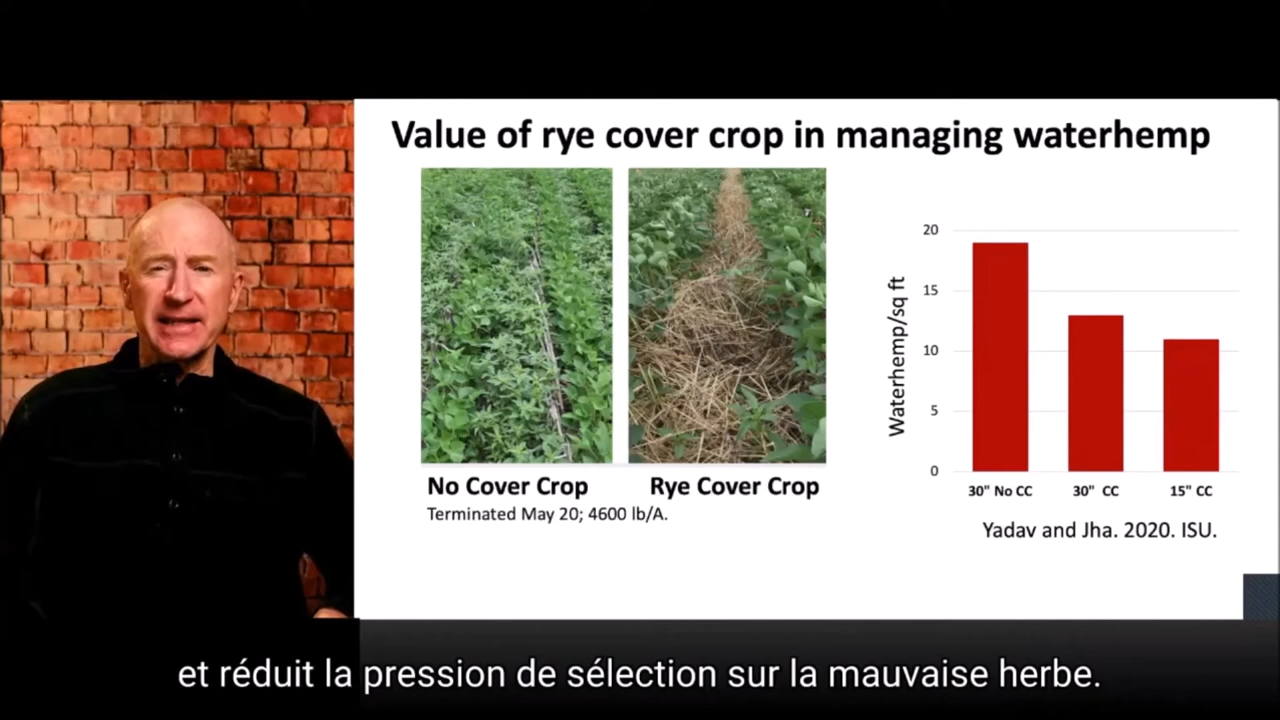 Value of rye cover crop in managing waterhemp
No Cover Crop
Rye Cover Crop
Terminated May 20; 4600 lb/A.
Waterhemp/sq ft
20
15
10
5
0
30" No CC
30" CC
15" CC
Yadav and Jha. 2020. ISU.
et réduit la pression de sélection sur la mauvaise herbe.